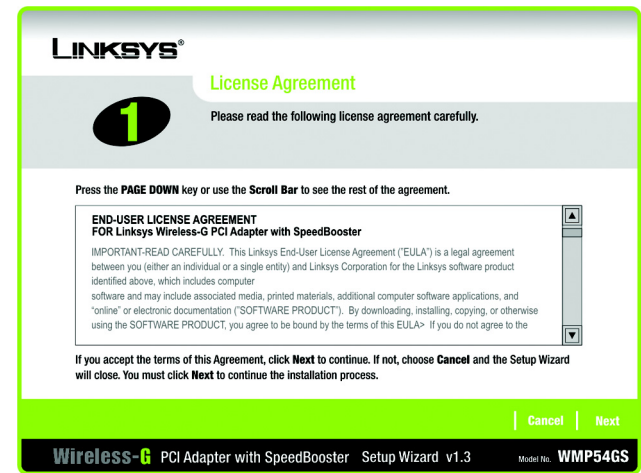 LINKSYS®
License Agreement
1
Please read the following license agreement carefully.
Press the PAGE DOWN key or use the Scroll Bar to see the rest of the agreement.
END-USER LICENSE AGREEMENT
FOR Linksys Wireless-G PCI Adapter with SpeedBooster
IMPORTANT-READ CAREFULLY. This Linksys End-User License Agreement ("EULA") is a legal agreement
between you (either an individual or a single entity) and Linksys Corporation for the Linksys software product
identified above, which includes computer
software and may include associated media, printed materials, additional computer software applications, and
"online" or electronic documentation ("SOFTWARE PRODUCT"). By downloading, installing, copying, or otherwise
using the SOFTWARE PRODUCT, you agree to be bound by the terms of this EULA> If you do not agree to the
If you accept the terms of this Agreement, click Next to continue. If not, choose Cancel and the Setup Wizard
will close. You must click Next to continue the installation process.
Cancel Next
Wireless-G PCI Adapter with SpeedBooster Setup Wizard v1.3 Model No. WMP54GS